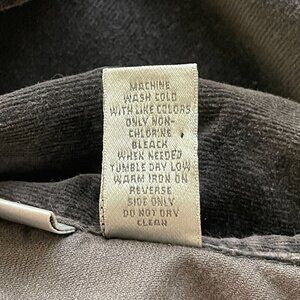 MACHINE
WASH COLD
WITH LIKE COLORS
ONLY NON-
CHLORINE
BLEACH
WHEN NEEDED
TUMBLE DRY LOW
WARM IRON ON
REVERSE
SIDE ONLY
DO NOT DRY
CLEAN